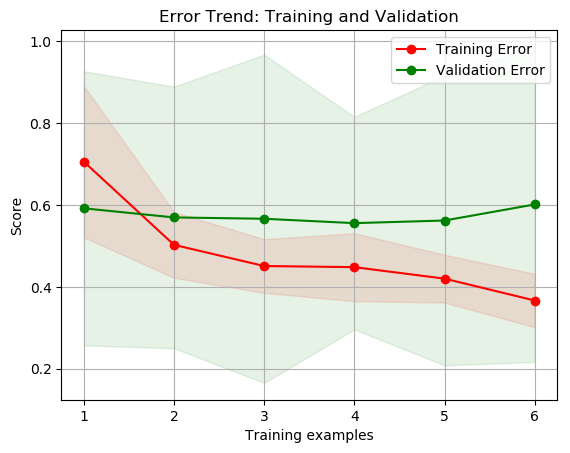 Error Trend: Training and Validation
Training Error
Validation Error
Score
1.0
0.8
0.6
0.4
0.2
1 2 3 4 5 6
Training examples